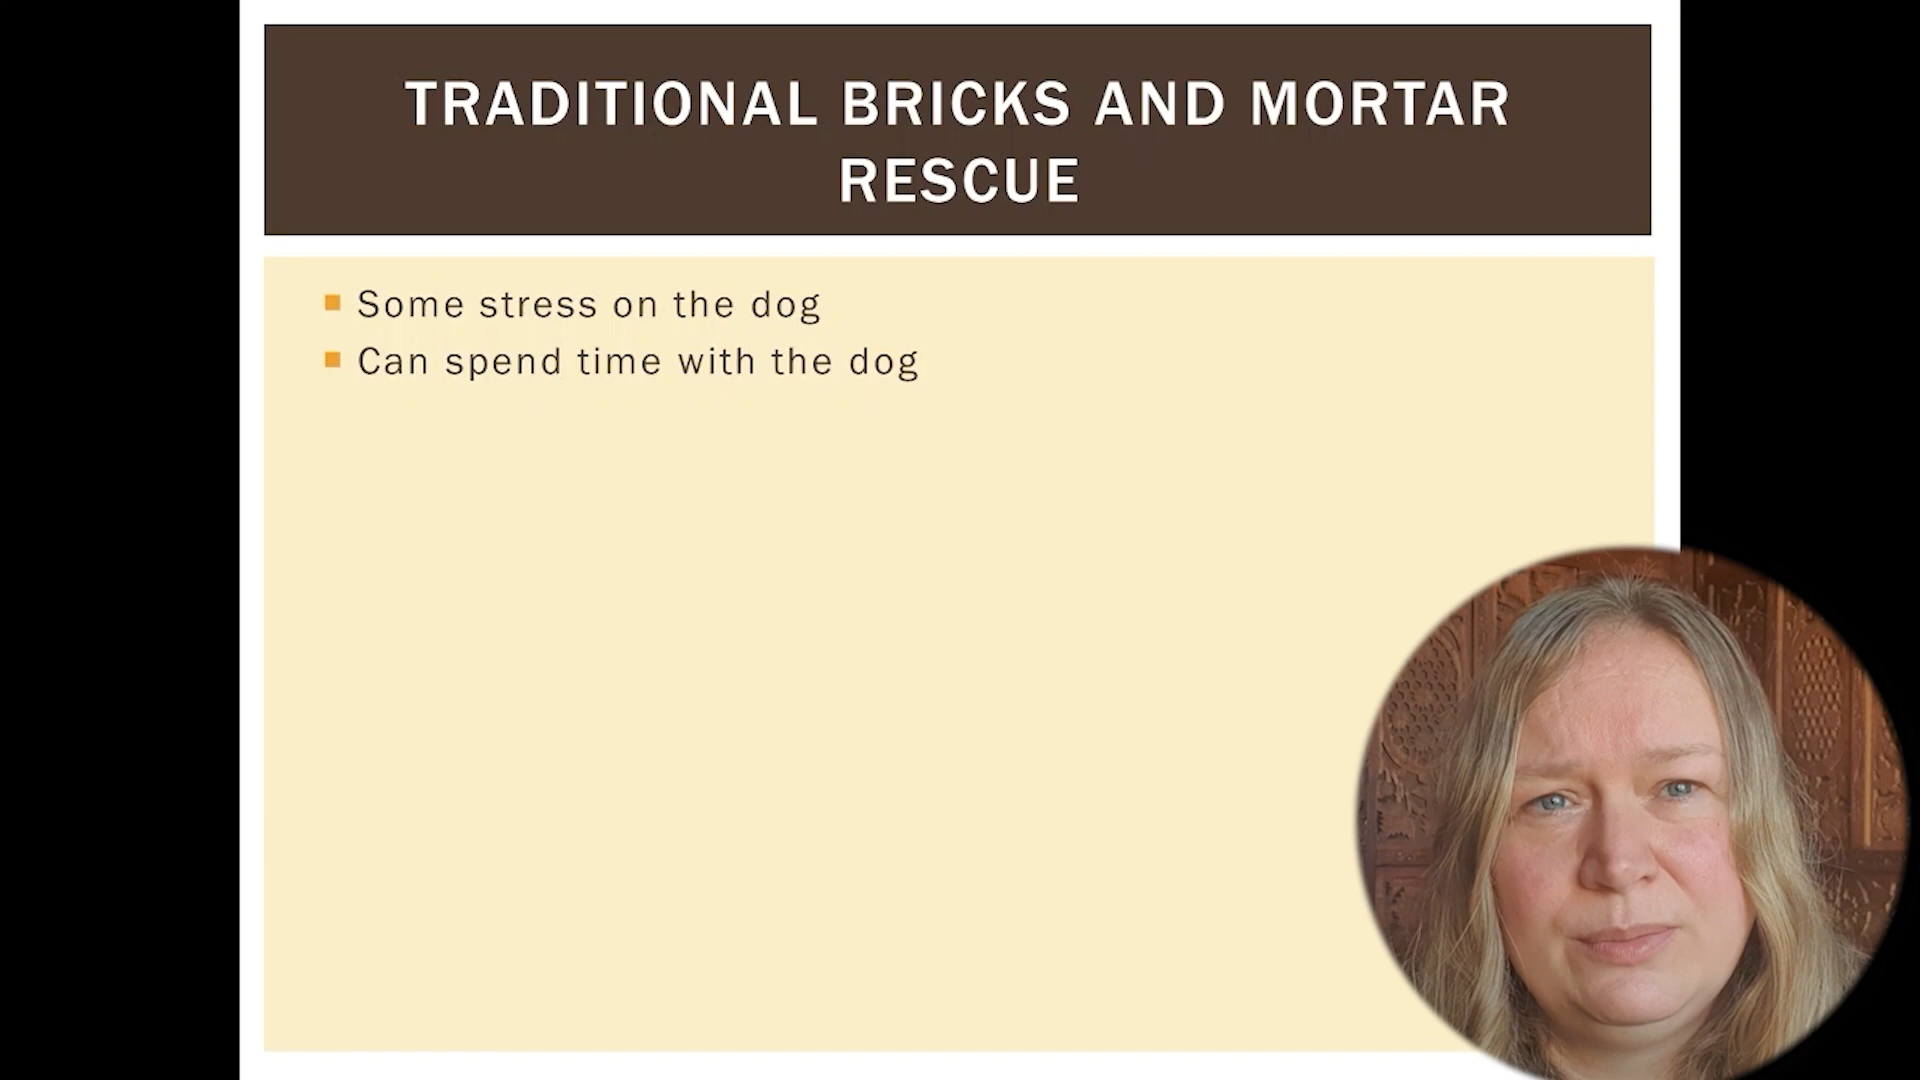 TRADITIONAL BRICKS AND MORTAR
RESCUE
Some stress on the dog
Can spend time with the dog